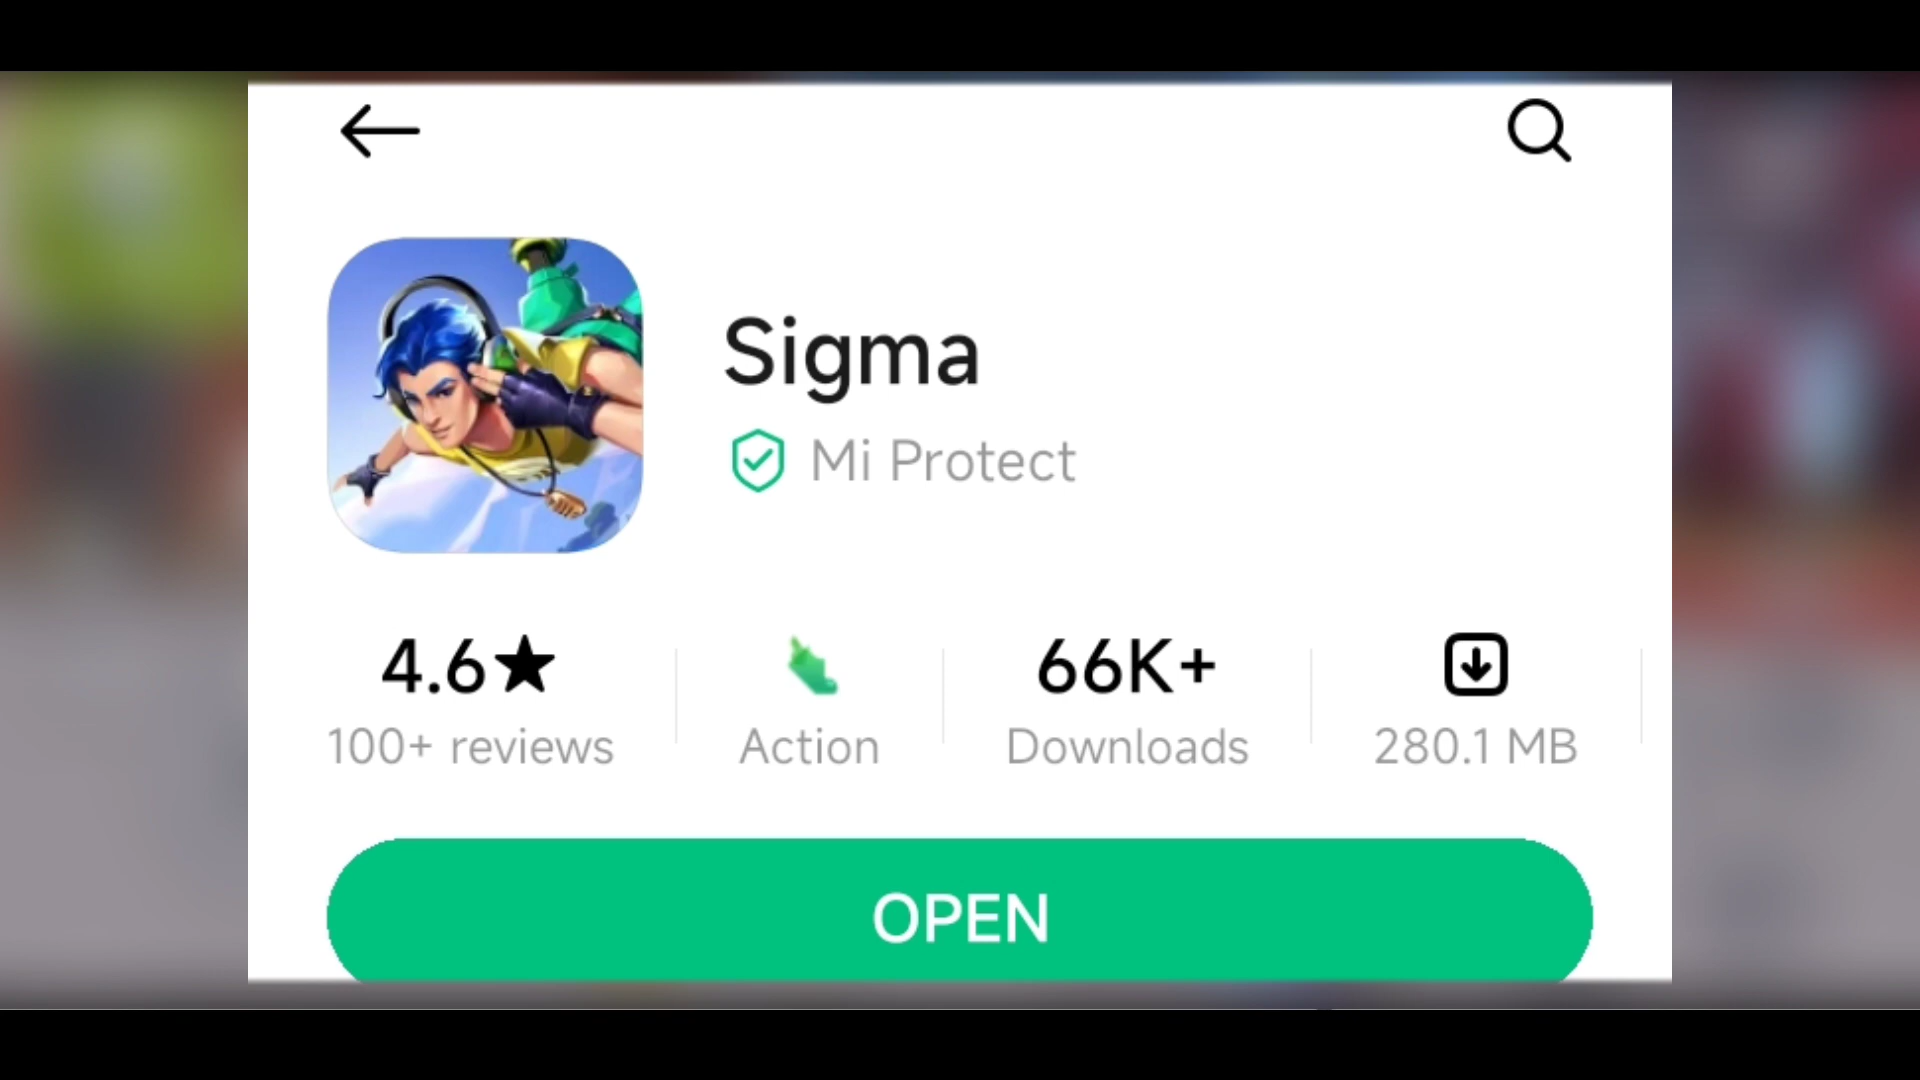 Sigma
Mi Protect
4.6★
100+ reviews
Action
66K+
Downloads
280.1 MB
OPEN